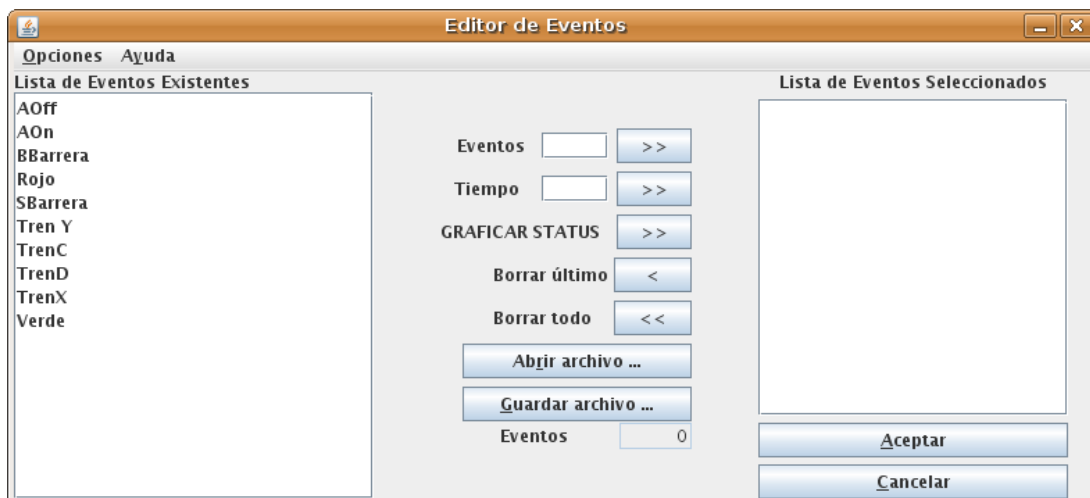 Editor de Eventos
Opciones Ayuda
Lista de Eventos Existentes
AOff
AOn
BBarrera
Rojo
SBarrera
Tren Y
TrenC
TrenD
TrenX
Verde
Eventos >>
Tiempo >>
GRAFICAR STATUS >>
Borrar último <
Borrar todo <<
Abrir archivo ...
Guardar archivo ...
Eventos 0
Lista de Eventos Seleccionados
Aceptar
Cancelar